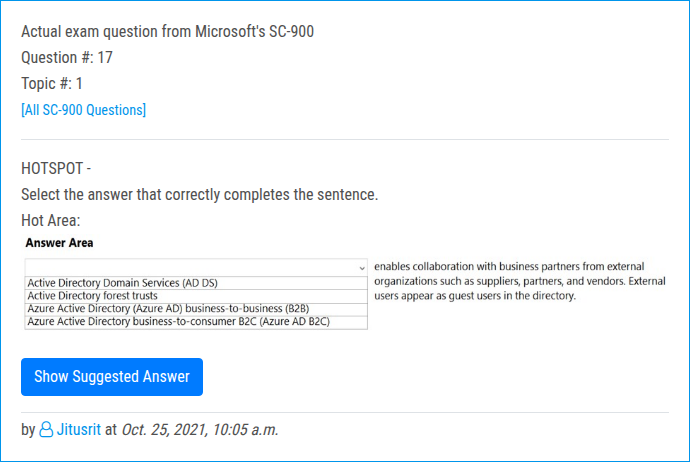 Actual exam question from Microsoft's SC-900
Question #: 17
Topic #: 1
[All SC-900 Questions]
HOTSPOT -
Select the answer that correctly completes the sentence.
Hot Area:
Answer Area
enables collaboration with business partners from external
organizations such as suppliers, partners, and vendors. External
users appear as guest users in the directory.
Active Directory Domain Services (AD DS)
Active Directory forest trusts
Azure Active Directory (Azure AD) business-to-business (B2B)
Azure Active Directory business-to-consumer B2C (Azure AD B2C)
Show Suggested Answer
by Jitusrit at Oct. 25, 2021, 10:05 a.m.